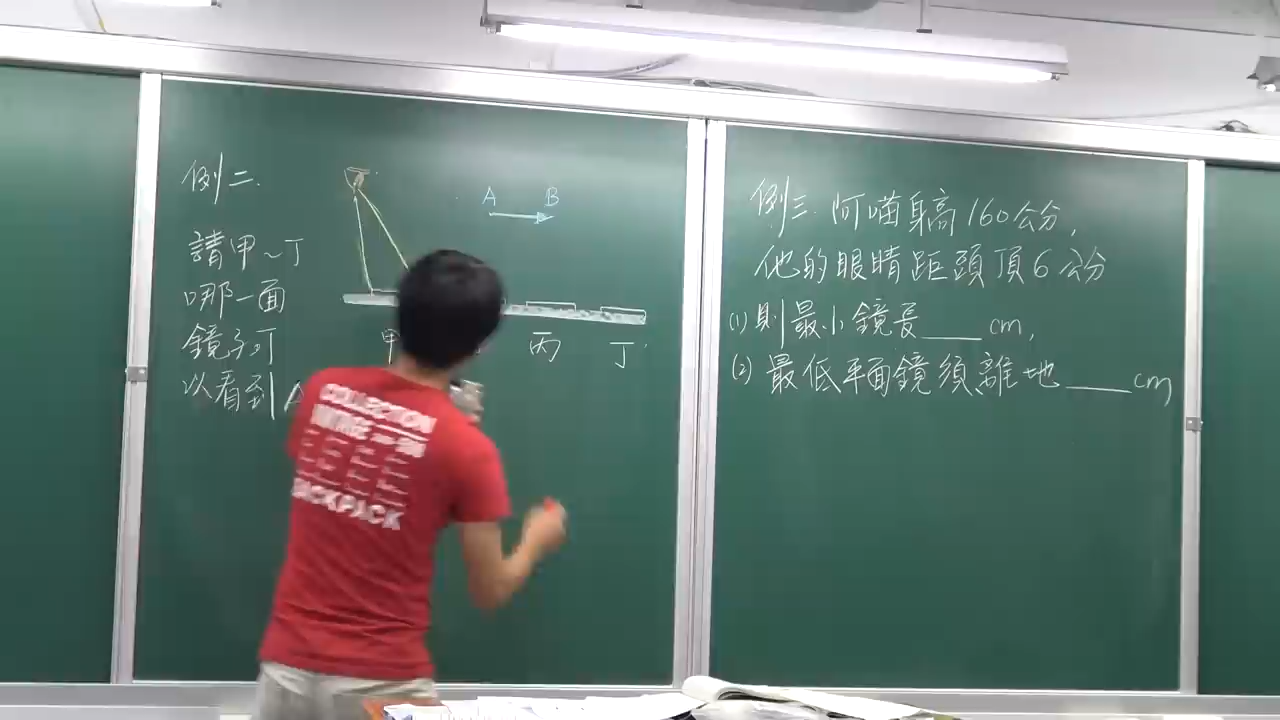 例二.
請甲~丁
哪一面
鏡子可
以看到A
A B
甲 丙 丁
例三. 阿喵身高160公分,
他的眼睛距頭頂6公分
(1) 則最小鏡長____cm,
(2) 最低平面鏡須離地____cm
COLLECTION
BACKPACK